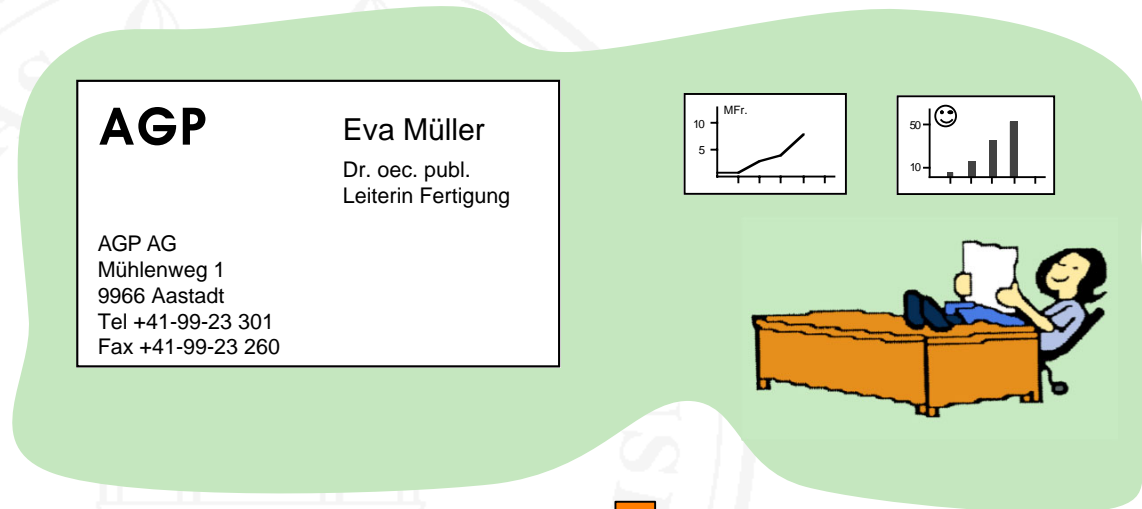 AGP
Eva Müller
Dr. oec. publ.
Leiterin Fertigung
AGP AG
Mühlenweg 1
9966 Aastadt
Tel +41-99-23 301
Fax +41-99-23 260
MFr.
10
5
50
10